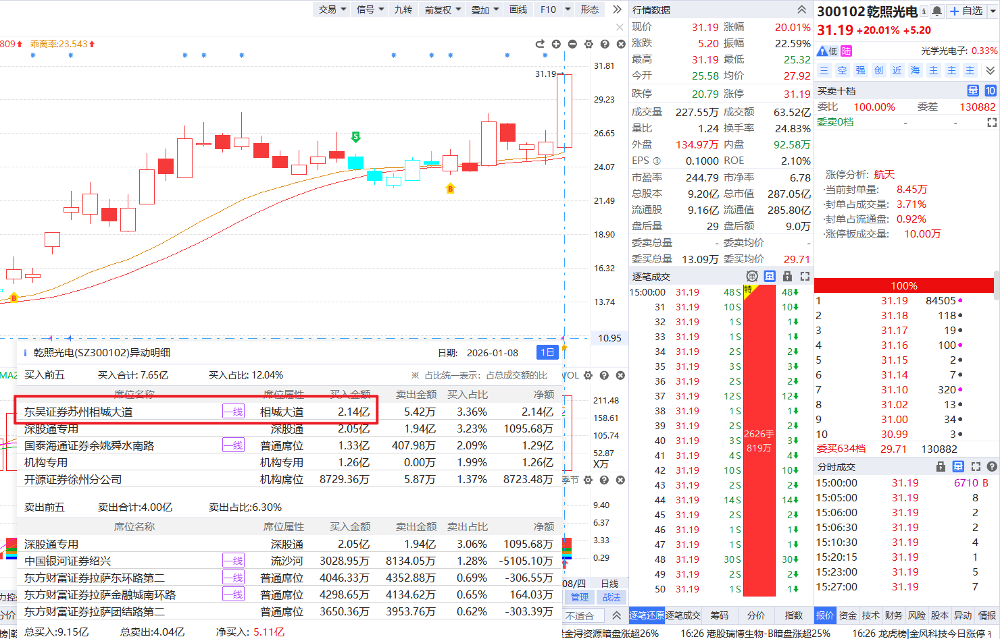 交易 信号 九转 前复权 叠加 画线 F10 形态
809 乖离率:23.543
31.19
31.81
29.23
26.65
24.07
21.49
18.90
16.32
13.74
10.95
S
B
B
乾照光电(SZ300102)异动明细 日期: 2026-01-08 1日
买入前五 买入合计: 7.65亿 买入占比: 12.04% ※ 占比统一表示: 占总成交额的比
席位名称 席位属性 买入金额 卖出金额 买入占比 净额
东吴证券苏州相城大道 一线 相城大道 2.14亿 5.42万 3.36% 2.14亿
深股通专用 深股通 2.05亿 1.94亿 3.23% 1095.68万
国泰海通证券余姚舜水南路 一线 普通席位 1.33亿 407.98万 2.09% 1.29亿
机构专用 机构专用 1.26亿 0.00万 1.99% 1.26亿
开源证券徐州分公司 机构席位 8729.36万 5.87万 1.37% 8723.48万
卖出前五 卖出合计:4.00亿 卖出占比:6.30%
席位名称 席位属性 买入金额 卖出金额 卖出占比 净额
深股通专用 深股通 2.05亿 1.94亿 3.06% 1095.68万
中国银河证券绍兴 一线 流沙河 3028.95万 8134.05万 1.28% -5105.10万
东方财富证券拉萨东环路第二 一线 普通席位 4046.33万 4352.88万 0.69% -306.55万
东方财富证券拉萨金融城南环路 一线 普通席位 4298.65万 4134.62万 0.65% 164.03万
东方财富证券拉萨团结路第二 普通席位 3650.36万 3953.76万 0.62% -303.39万
总买入:9.15亿 总卖出:4.04亿 净买入: 5.11亿
MA2
VOL
211.48
158.61
105.74
52.87
X万
季节
9.40
6.37
3.33
0.29
08/四 日线
力控
管理 战法
分价
不适合
行情数据
现价 31.19 涨幅 20.01%
涨跌 5.20 振幅 22.59%
最高 31.19 最低 25.32
今开 25.58 均价 27.92
跌停 20.79 涨停 31.19
成交量 227.55万 成交额 63.52亿
量比 1.24 换手率 24.83%
外盘 134.97万 内盘 92.58万
EPS ③ 0.1000 ROE 2.10%
市盈率 244.79 市净率 6.78
总股本 9.20亿 总市值 287.05亿
流通股 9.16亿 流通值 285.80亿
盘后量 29 盘后额 9.0万
委卖总量 - 委卖均价 -
委买总量 13.09万 委买均价 29.71
逐笔成交 单 量
15:00:00 31.19 48 S 特 48
31 31.19 10 S 10
32 31.19 1 S 1
33 31.19 1 S 1
34 31.19 2 S 2
35 31.19 3 S 3
36 31.19 2 S 2
37 31.19 12 S 12
38 31.19 1 S 1
39 31.19 2 S 2
40 31.19 3 S 3
41 31.19 4 S 4
42 31.19 10 S 10
43 31.19 2 S 2
44 31.19 14 S 14
45 31.19 2 S 2
46 31.19 1 S 1
47 31.19 1 S 1
48 31.19 30 S 30
49 31.19 2 S 2
50 31.19 1 S 1
2626手
819万
逐笔还原 逐笔成交 筹码 分价 指数
300102 乾照光电 自选
31.19 +20.01% +5.20
低 陆 光学光电子: 0.33%
三 空 强 创 近 海 主 主 主
买卖十档 量 10
委比 100.00% 委差 130882
委卖0档 - -
涨停分析: 航天
·当前封单量: 8.45万
·封单占成交量: 3.71%
·封单占流通盘: 0.92%
·涨停板成交量: 10.00万
100%
1 31.19 84505
2 31.18 118
3 31.17 19
4 31.16 100
5 31.15 2
6 31.14 7
7 31.10 320
8 31.02 13
9 31.00 34
10 30.99 3
委买634档 29.71 130882
分时成交 量
15:00:00 31.19 6710 B
15:05:00 31.19 8
15:06:00 31.19 2
15:06:30 31.19 2
15:10:30 31.19 4
15:20:15 31.19 1
15:23:00 31.19 5
15:27:00 31.19 7
报价 资金 技术 财务 风险 股本 异动 情报
金浔资源暗盘涨超26% 16:26 港股瑞博生物-B暗盘涨超25% 16:26 龙虎榜|金风科技今日涨停